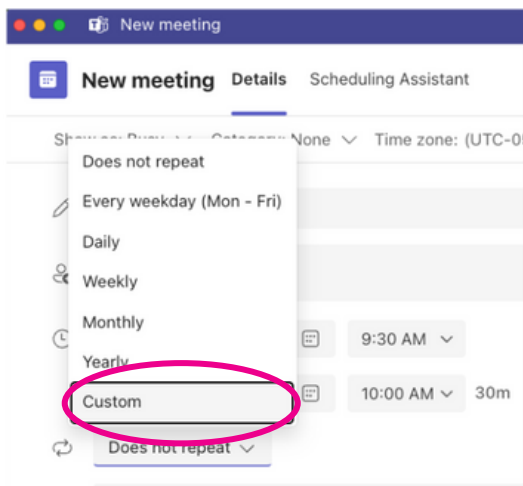 New meeting
New meeting Details Scheduling Assistant
None Time zone: (UTC-0
Does not repeat
Every weekday (Mon - Fri)
Daily
Weekly
Monthly
9:30 AM
Yearly
Custom
10:00 AM 30m
Does not repeat